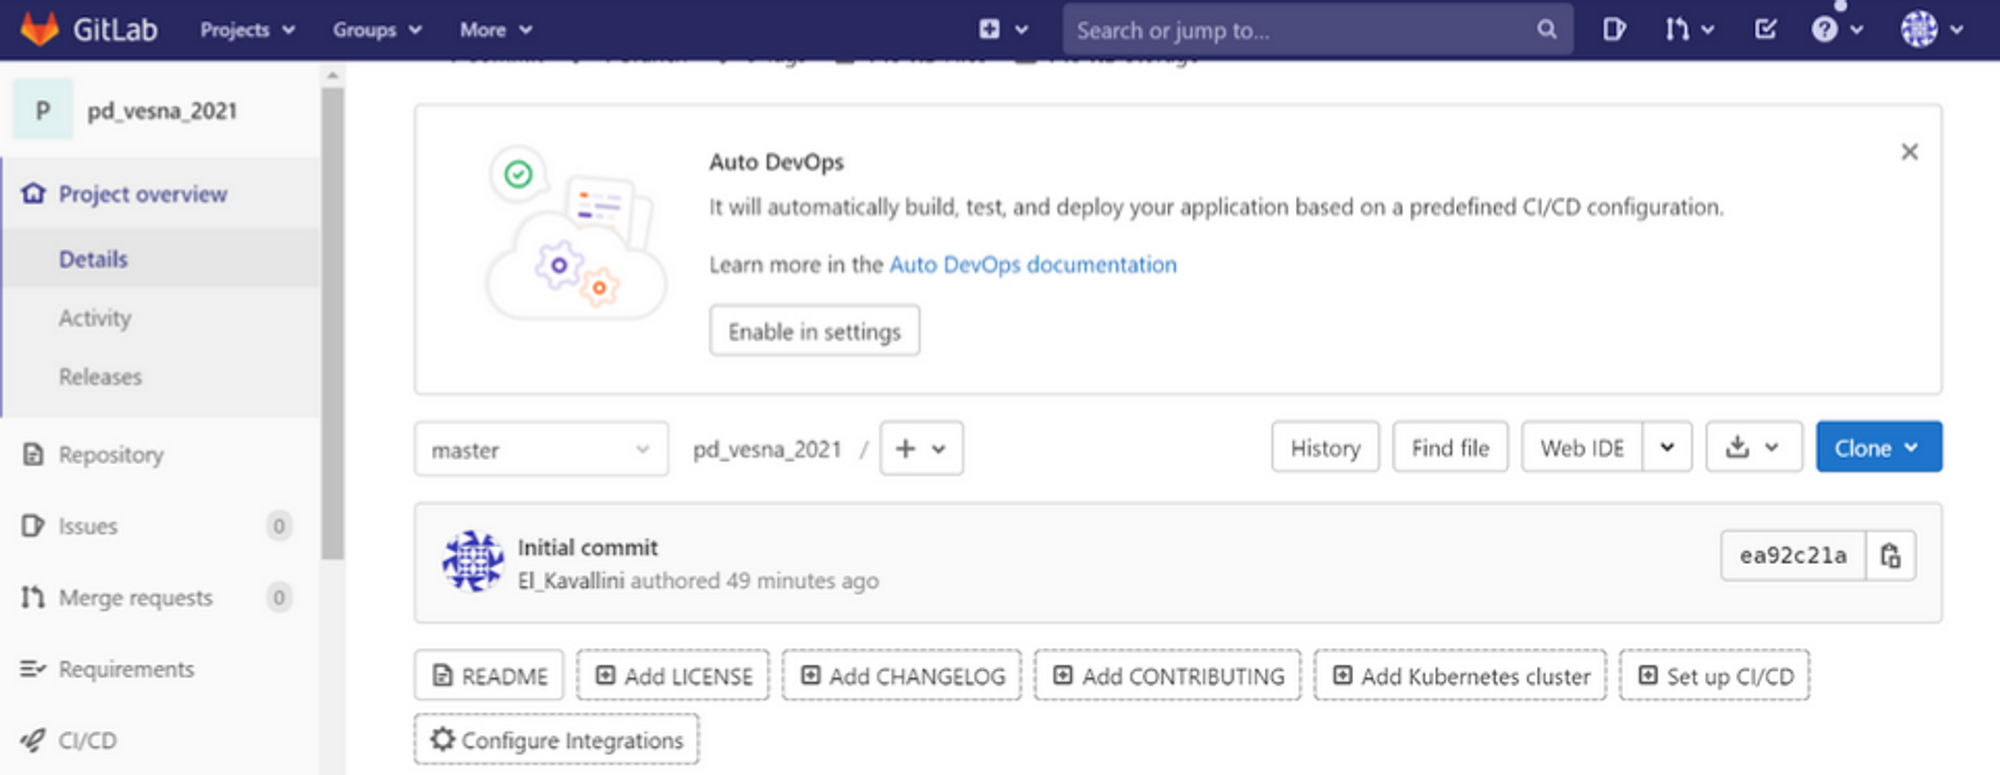 GitLab Projects Groups More Search or jump to...
P pd_vesna_2021
Project overview
Details
Activity
Releases
Repository
Issues 0
Merge requests 0
Requirements
CI/CD
Auto DevOps
It will automatically build, test, and deploy your application based on a predefined CI/CD configuration.
Learn more in the Auto DevOps documentation
Enable in settings
master pd_vesna_2021 / + History Find file Web IDE Clone
Initial commit
El_Kavallini authored 49 minutes ago
ea92c21a
README Add LICENSE Add CHANGELOG Add CONTRIBUTING Add Kubernetes cluster Set up CI/CD
Configure Integrations